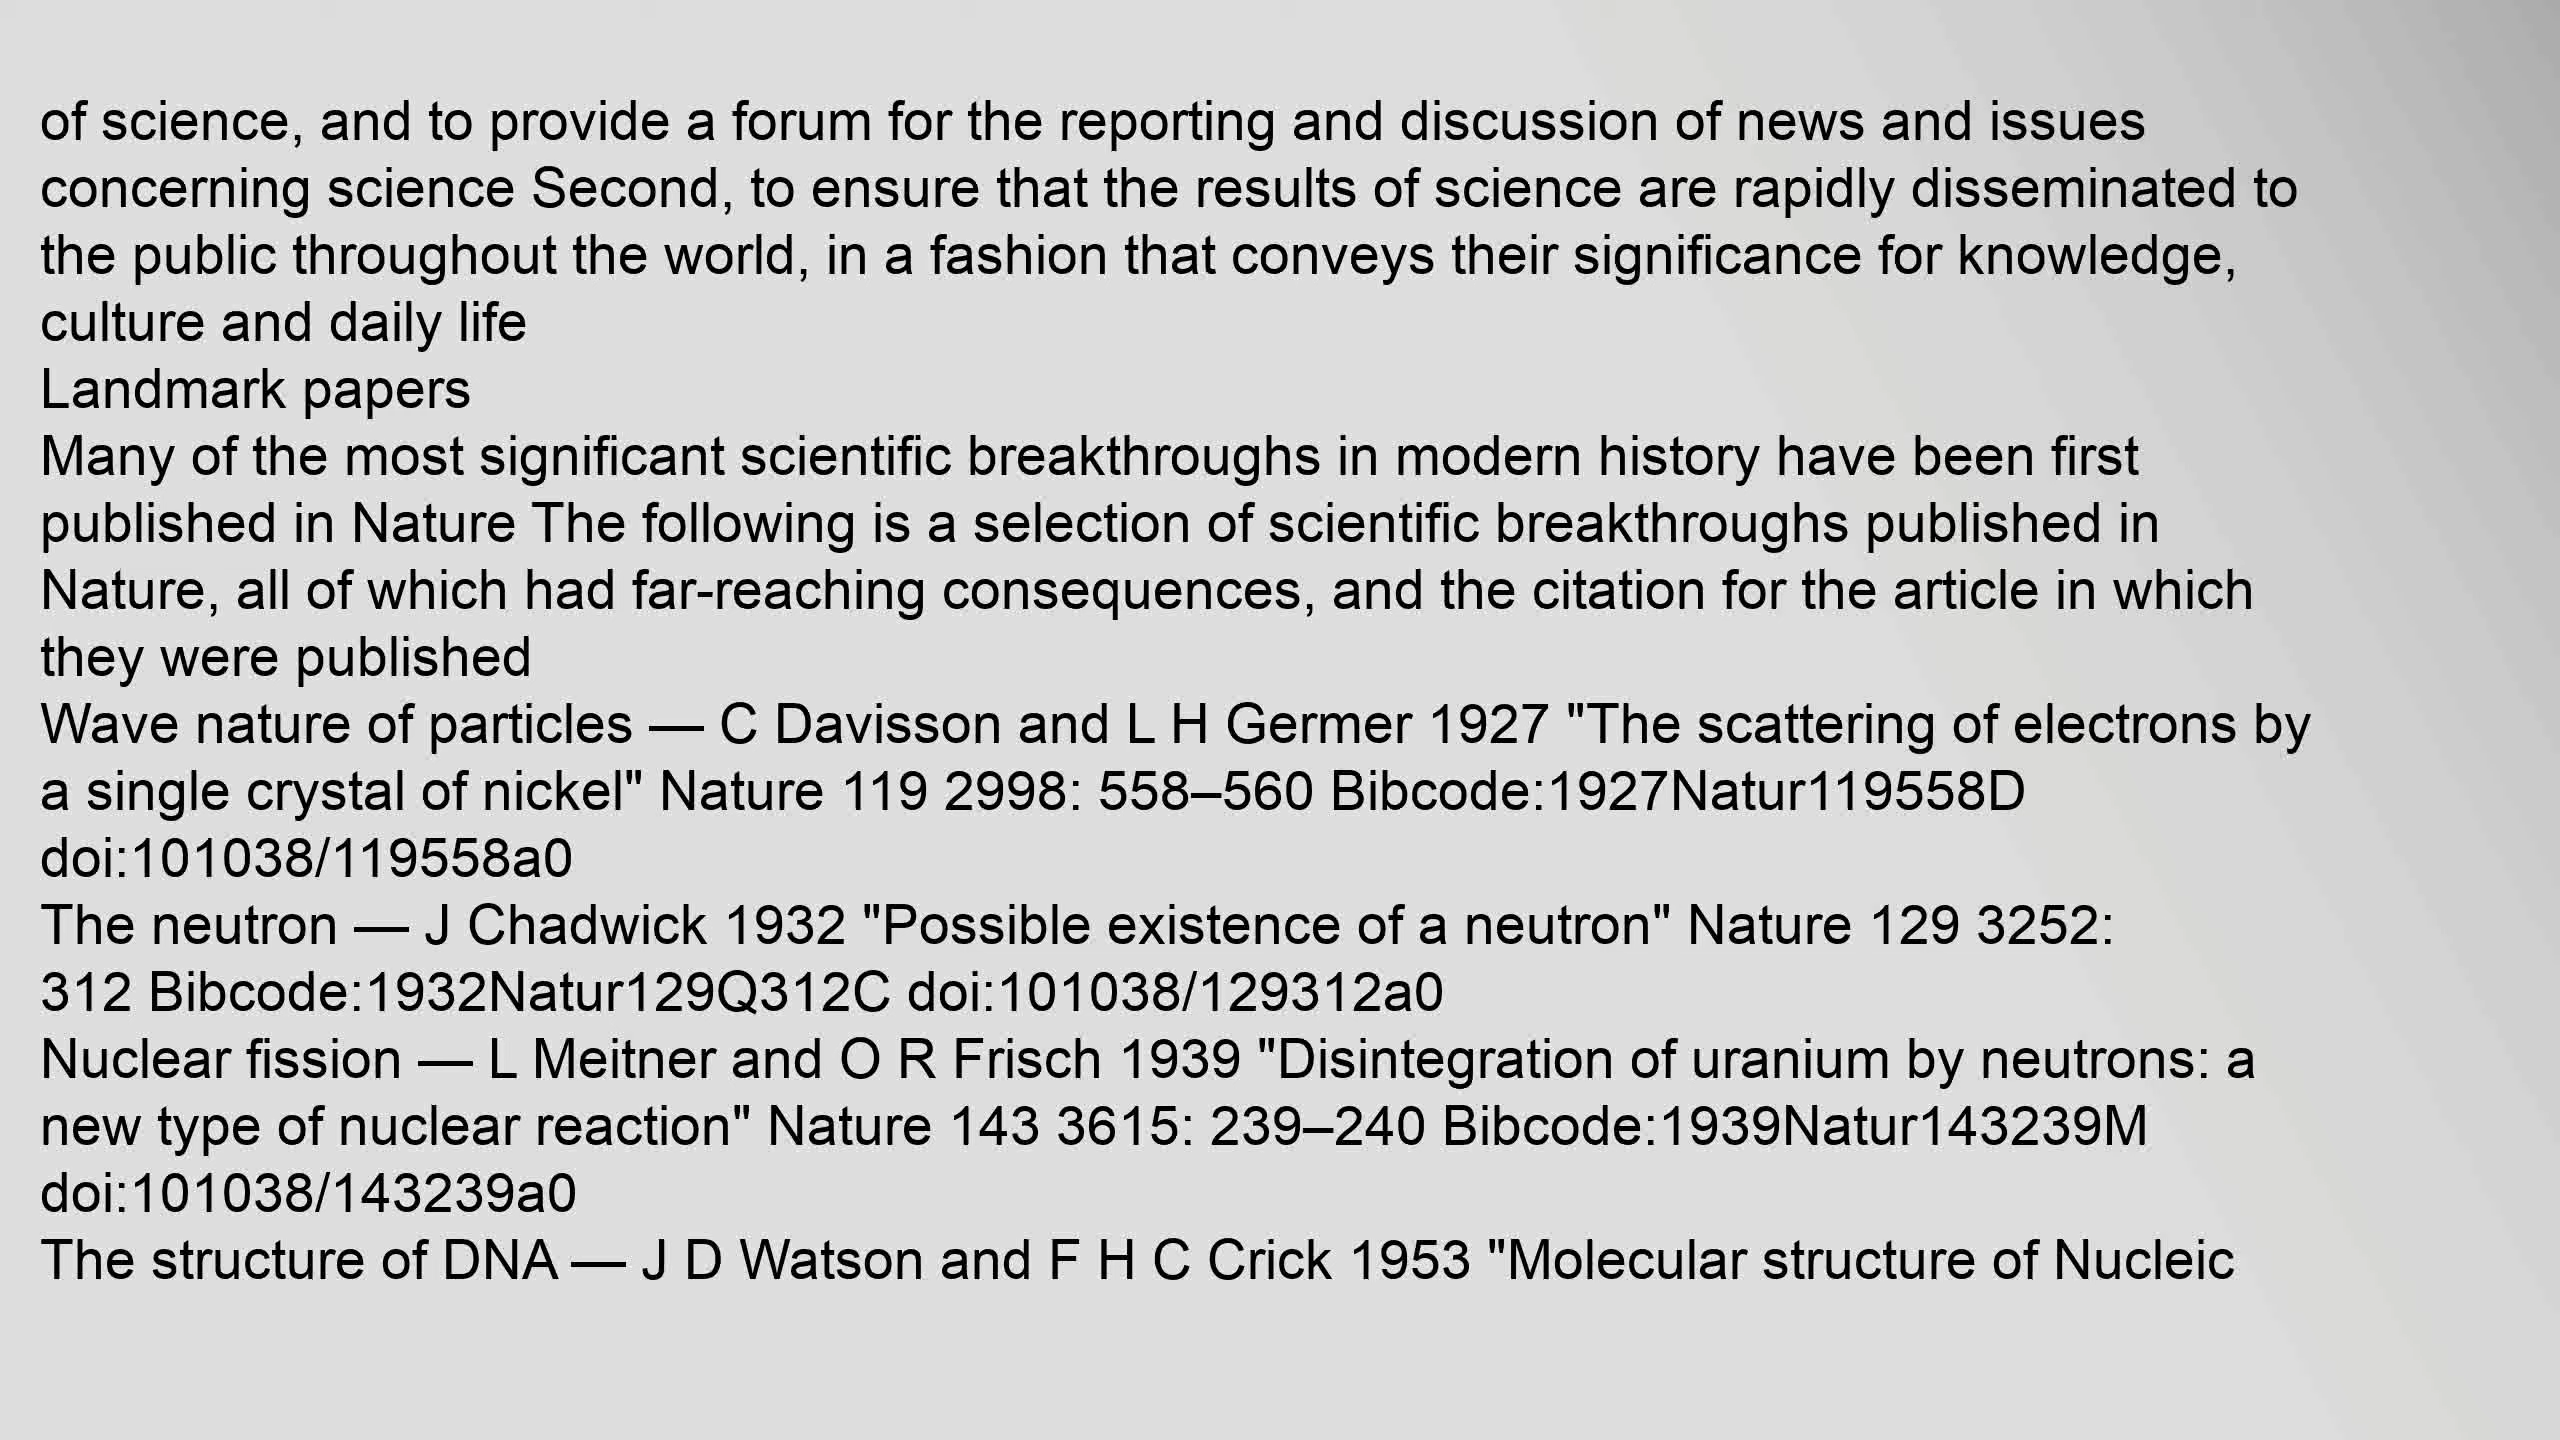 of science, and to provide a forum for the reporting and discussion of news and issues
concerning science Second, to ensure that the results of science are rapidly disseminated to
the public throughout the world, in a fashion that conveys their significance for knowledge,
culture and daily life
Landmark papers
Many of the most significant scientific breakthroughs in modern history have been first
published in Nature The following is a selection of scientific breakthroughs published in
Nature, all of which had far-reaching consequences, and the citation for the article in which
they were published
Wave nature of particles — C Davisson and L H Germer 1927 "The scattering of electrons by
a single crystal of nickel" Nature 119 2998: 558–560 Bibcode:1927Natur119558D
doi:101038/119558a0
The neutron — J Chadwick 1932 "Possible existence of a neutron" Nature 129 3252:
312 Bibcode:1932Natur129Q312C doi:101038/129312a0
Nuclear fission — L Meitner and O R Frisch 1939 "Disintegration of uranium by neutrons: a
new type of nuclear reaction" Nature 143 3615: 239–240 Bibcode:1939Natur143239M
doi:101038/143239a0
The structure of DNA — J D Watson and F H C Crick 1953 "Molecular structure of Nucleic